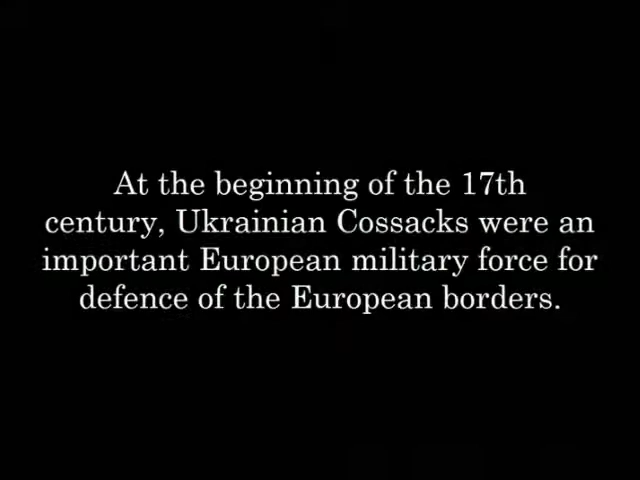 At the beginning of the 17th
century, Ukrainian Cossacks were an
important European military force for
defence of the European borders.